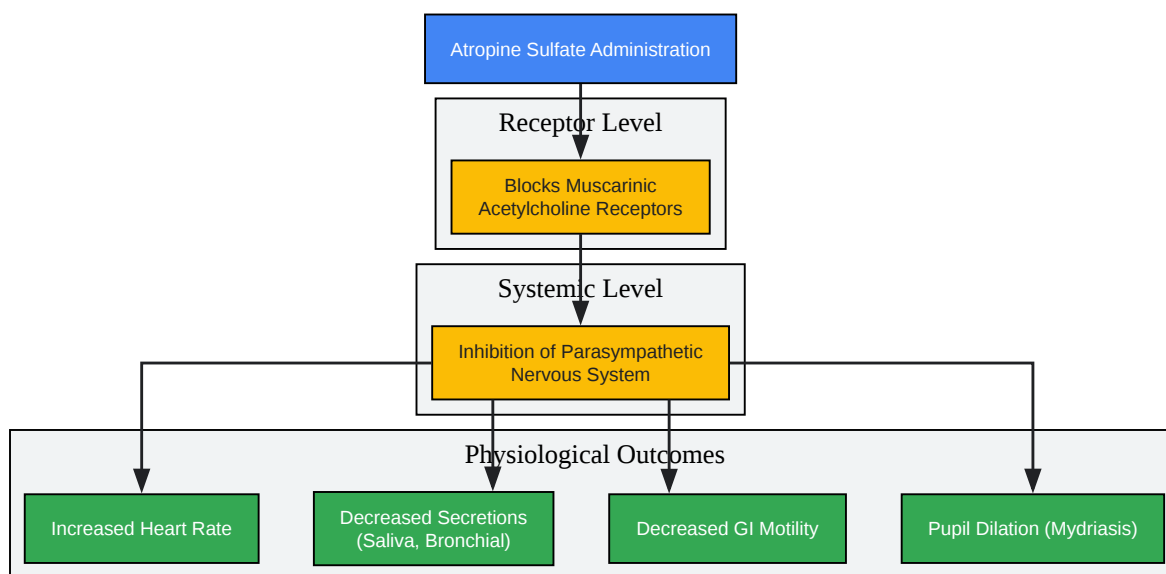 Atropine Sulfate Administration
Receptor Level
Blocks Muscarinic
Acetylcholine Receptors
Systemic Level
Inhibition of Parasympathetic
Nervous System
Physiological Outcomes
Increased Heart Rate
Decreased Secretions
(Saliva, Bronchial)
Decreased GI Motility
Pupil Dilation (Mydriasis)